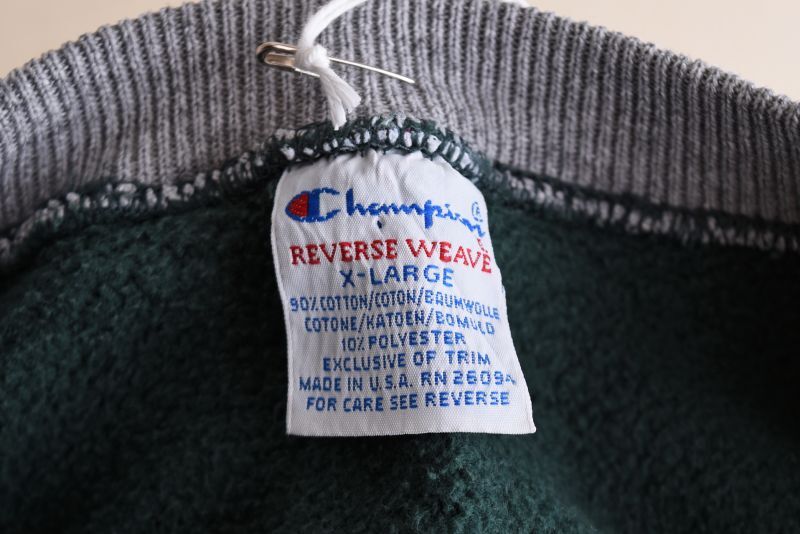 Champion®
REVERSE WEAVE®
X-LARGE
90% COTTON/COTON/BAUMWOLLE
COTONE/KATOEN/BOMULD
10% POLYESTER
EXCLUSIVE OF TRIM
MADE IN U.S.A. RN 26094
FOR CARE SEE REVERSE